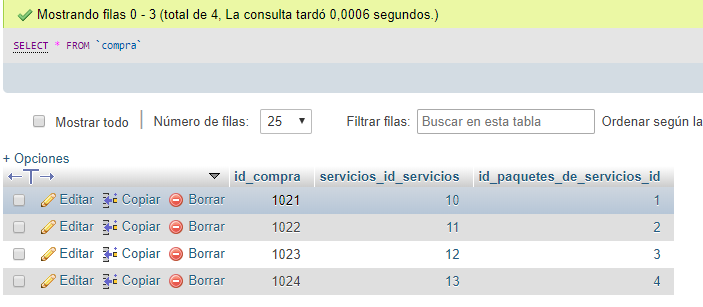 Mostrando filas 0 - 3 (total de 4, La consulta tardó 0,0006 segundos.)
SELECT * FROM `compra`
Mostrar todo | Número de filas: 25 Filtrar filas: Buscar en esta tabla Ordenar según la
+ Opciones
←T→ id_compra servicios_id_servicios id_paquetes_de_servicios_id
Editar Copiar Borrar 1021 10 1
Editar Copiar Borrar 1022 11 2
Editar Copiar Borrar 1023 12 3
Editar Copiar Borrar 1024 13 4